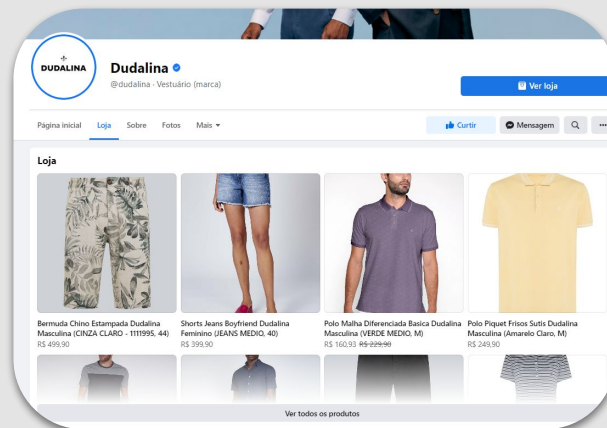 DUDALINA
Dudalina
@dudalina · Vestuário (marca)
Ver loja
Página inicial Loja Sobre Fotos Mais
Curtir Mensagem
Loja
Bermuda Chino Estampada Dudalina
Masculina (CINZA CLARO - 1111995, 44)
R$ 499,90
Shorts Jeans Boyfriend Dudalina
Feminino (JEANS MEDIO, 40)
R$ 399,90
Polo Malha Diferenciada Basica Dudalina
Masculina (VERDE MEDIO, M)
R$ 160,93 R$ 229,90
Polo Piquet Frisos Sutis Dudalina
Masculina (Amarelo Claro, M)
R$ 249,90
Ver todos os produtos